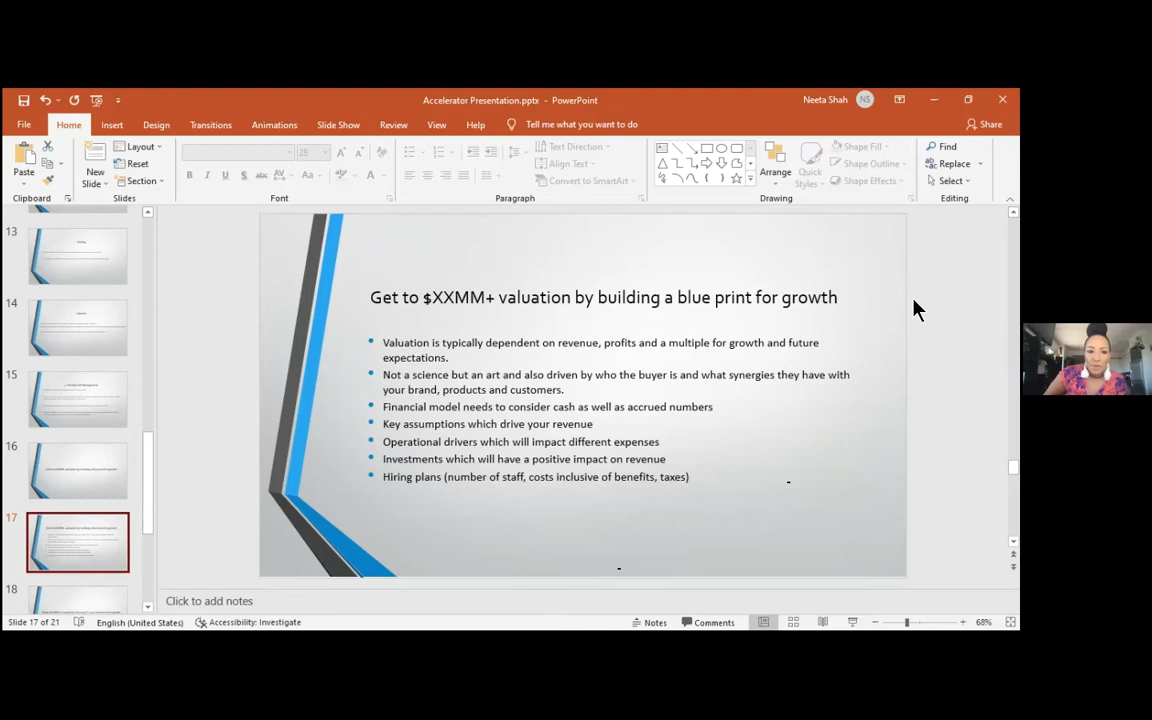 Accelerator Presentation.pptx - PowerPoint
Neeta Shah
NS
File
Home
Insert
Design
Transitions
Animations
Slide Show
Review
View
Help
Tell me what you want to do
Share
Paste
Clipboard
New
Slide
Layout
Reset
Section
Slides
25
B
I
U
S
abc
AV
Aa
A
Font
Text Direction
Align Text
Convert to SmartArt
Paragraph
Arrange
Quick
Styles
Shape Fill
Shape Outline
Shape Effects
Drawing
Find
Replace
Select
Editing
13
14
15
16
17
18
Get to $XXMM+ valuation by building a blue print for growth
Valuation is typically dependent on revenue, profits and a multiple for growth and future
expectations.
Not a science but an art and also driven by who the buyer is and what synergies they have with
your brand, products and customers.
Financial model needs to consider cash as well as accrued numbers
Key assumptions which drive your revenue
Operational drivers which will impact different expenses
Investments which will have a positive impact on revenue
Hiring plans (number of staff, costs inclusive of benefits, taxes)
Click to add notes
Slide 17 of 21
English (United States)
Accessibility: Investigate
Notes
Comments
68%